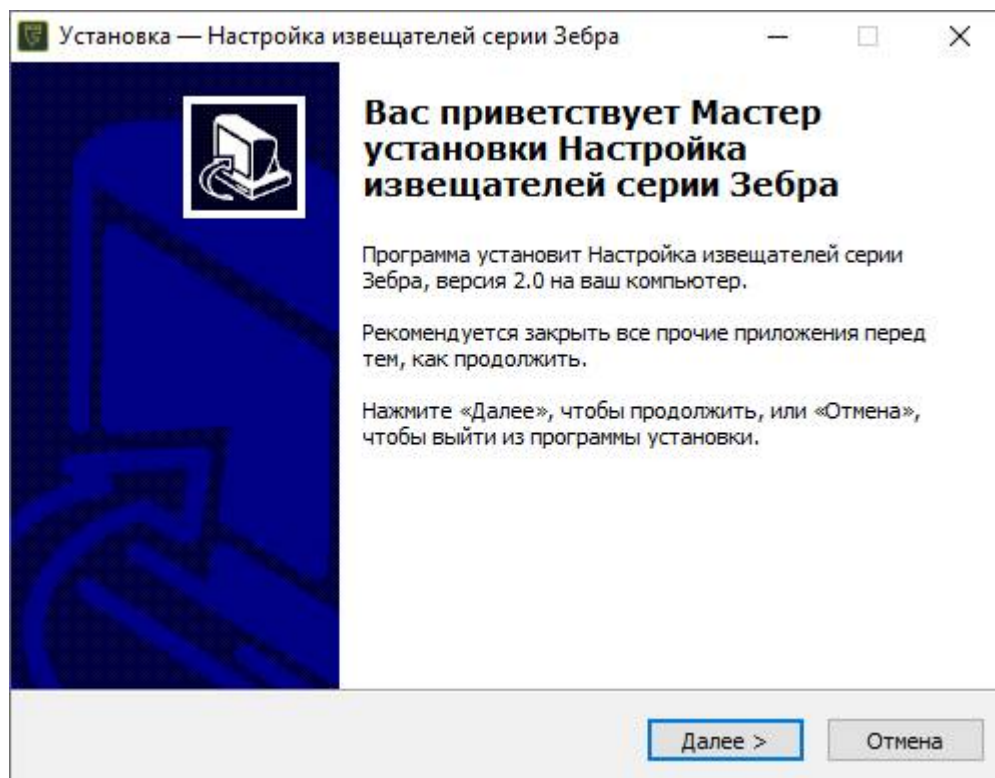 Установка — Настройка извещателей серии Зебра
Вас приветствует Мастер
установки Настройка
извещателей серии Зебра
Программа установит Настройка извещателей серии
Зебра, версия 2.0 на ваш компьютер.
Рекомендуется закрыть все прочие приложения перед
тем, как продолжить.
Нажмите «Далее», чтобы продолжить, или «Отмена»,
чтобы выйти из программы установки.
Далее >
Отмена